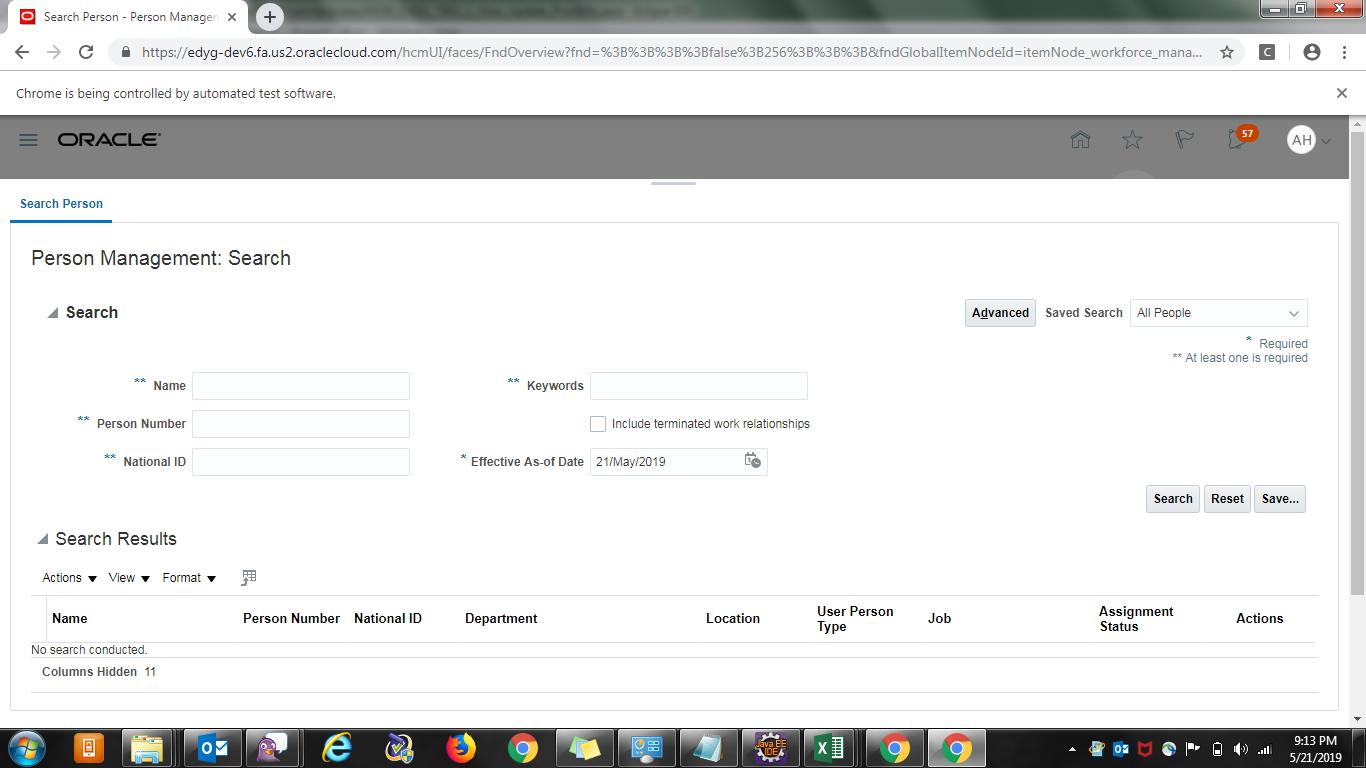 Search Person - Person Managen
https://edyg-dev6.fa.us2.oraclecloud.com/hcmUI/faces/FndOverview?fnd=%3B%3B%3B%3Bfalse%3B256%3B%3B%3B&fndGlobalItemNodeId=itemNode_workforce_mana...
C
Chrome is being controlled by automated test software.
ORACLE
57
AH
Search Person
Person Management: Search
Search
Advanced Saved Search All People
* Required
** At least one is required
** Name
** Keywords
** Person Number
Include terminated work relationships
** National ID
* Effective As-of Date 21/May/2019
Search Reset Save...
Search Results
Actions View Format
Name Person Number National ID Department Location User Person Type Job Assignment Status Actions
No search conducted.
Columns Hidden 11
Java EE IDE
9:13 PM
5/21/2019